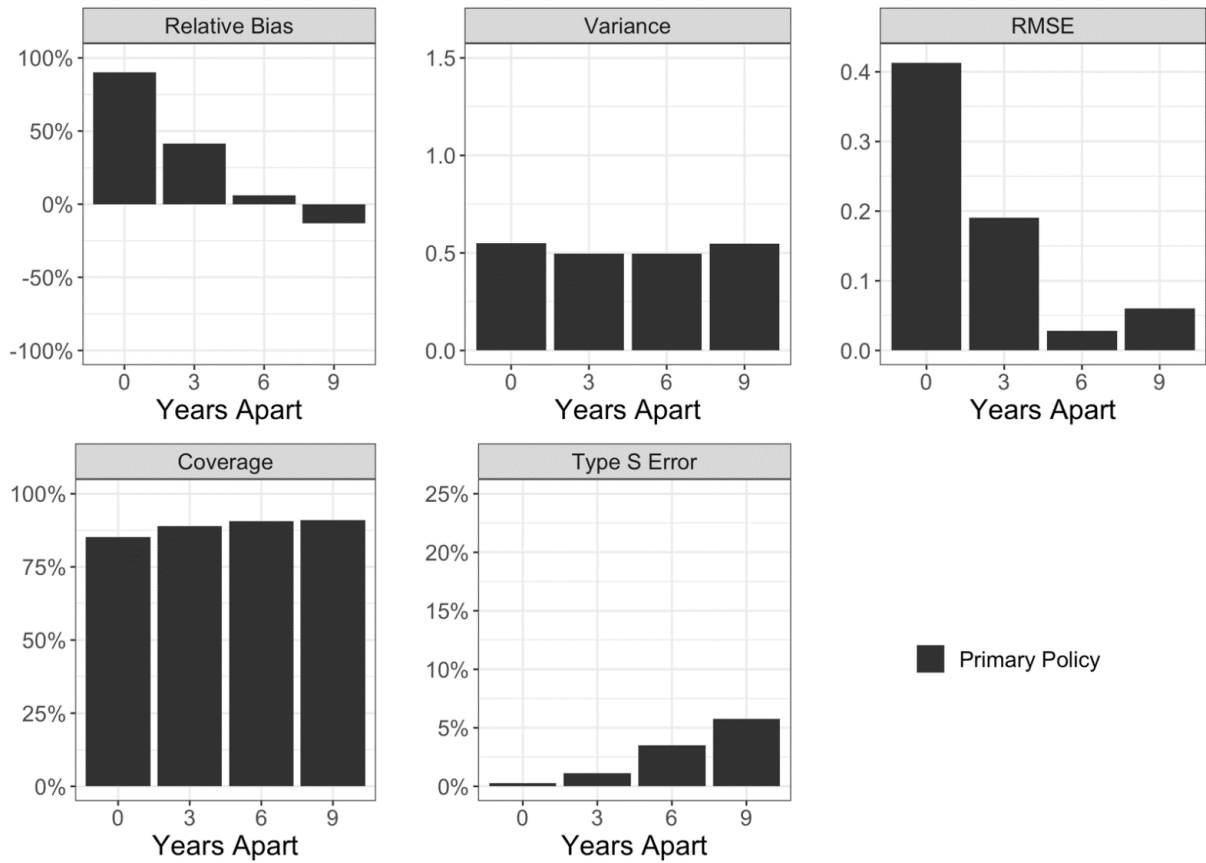 Relative Bias
100%
50%
0%
-50%
-100%
0 3 6 9
Years Apart
Variance
1.5
1.0
0.5
0.0
0 3 6 9
Years Apart
RMSE
0.4
0.3
0.2
0.1
0.0
0 3 6 9
Years Apart
Coverage
100%
75%
50%
25%
0%
0 3 6 9
Years Apart
Type S Error
25%
20%
15%
10%
5%
0%
0 3 6 9
Years Apart
Primary Policy